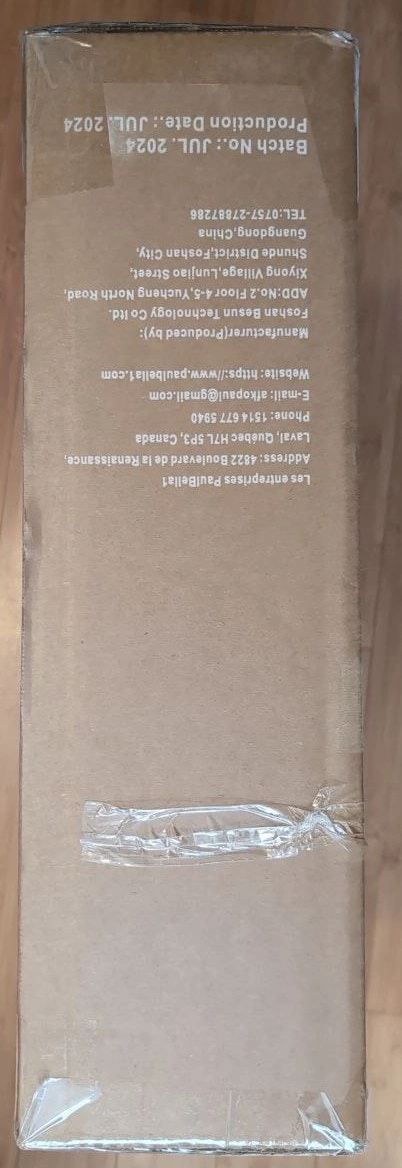 Les entreprises PaulBella1
Address: 4822 Boulevard de la Renaissance,
Laval, Québec H7L 5P3, Canada
Phone: 1514 677 5940
E-mail: afkopaul@gmail.com
Website: https://www.paulbella1.com
Manufacturer(Produced by):
Foshan Besun Technology Co ltd.
ADD:No.2 Floor 4-5,Yucheng North Road,
Xiyong Village,Lunjiao Street,
Shunde District,Foshan City,
Guangdong,China
TEL:0757-27887286
Batch No.: JUL. 2024
Production Date.: JUL. 2024